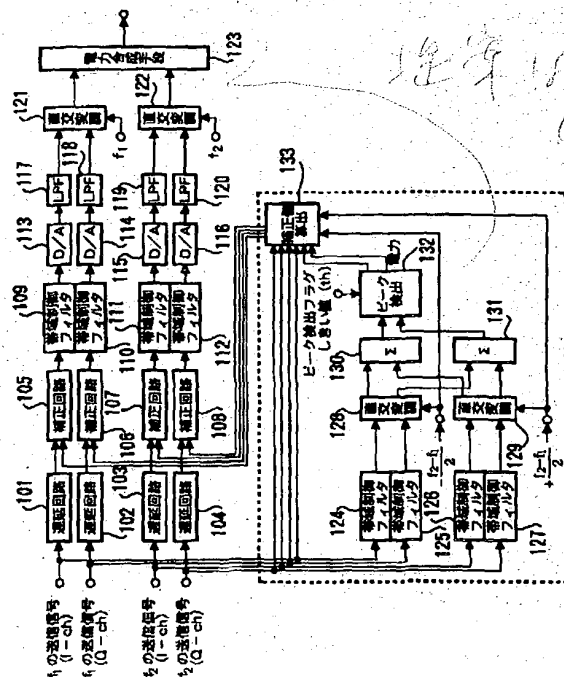 f₁の送信信号
(I-ch)
f₁の送信信号
(Q-ch)
f₂の送信信号
(I-ch)
f₂の送信信号
(Q-ch)
101
遅延回路
遅延回路
102
103
遅延回路
遅延回路
104
105
補正回路
補正回路
106
107
補正回路
補正回路
108
109
帯域制御
フィルタ
帯域制御
フィルタ
110
111
帯域制御
フィルタ
帯域制御
フィルタ
112
113
D/A
D/A
114
115
D/A
D/A
116
117
LPF
118
LPF
119
LPF
LPF
120
121
直交変調
f₁
122
直交変調
f₂
電力合成手段
123
124
帯域制御
フィルタ
帯域制御
フィルタ
125
126
帯域制御
フィルタ
帯域制御
フィルタ
127
128
直交変調
直交変調
129
-f₂-f₁/2
+f₂-f₁/2
130
Σ
Σ
131
ピーク検出フラグ
しきい値 (th)
ピーク
検出
電力
132
133
補正値
算出